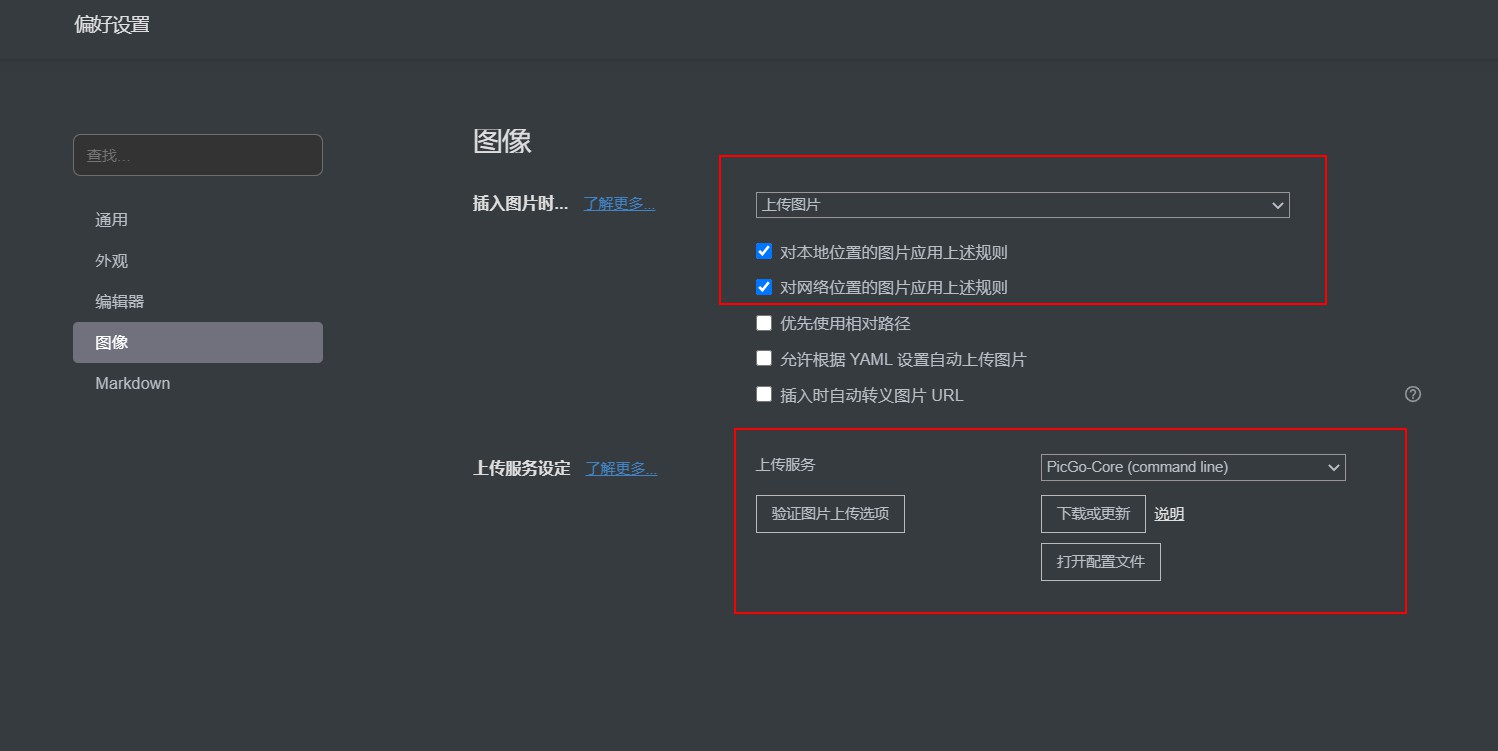 偏好设置
查找...
通用
外观
编辑器
图像
Markdown
图像
插入图片时... 了解更多...
上传图片
对本地位置的图片应用上述规则
对网络位置的图片应用上述规则
优先使用相对路径
允许根据 YAML 设置自动上传图片
插入时自动转义图片 URL
上传服务设定 了解更多...
上传服务 PicGo-Core (command line)
验证图片上传选项 下载或更新 说明
打开配置文件